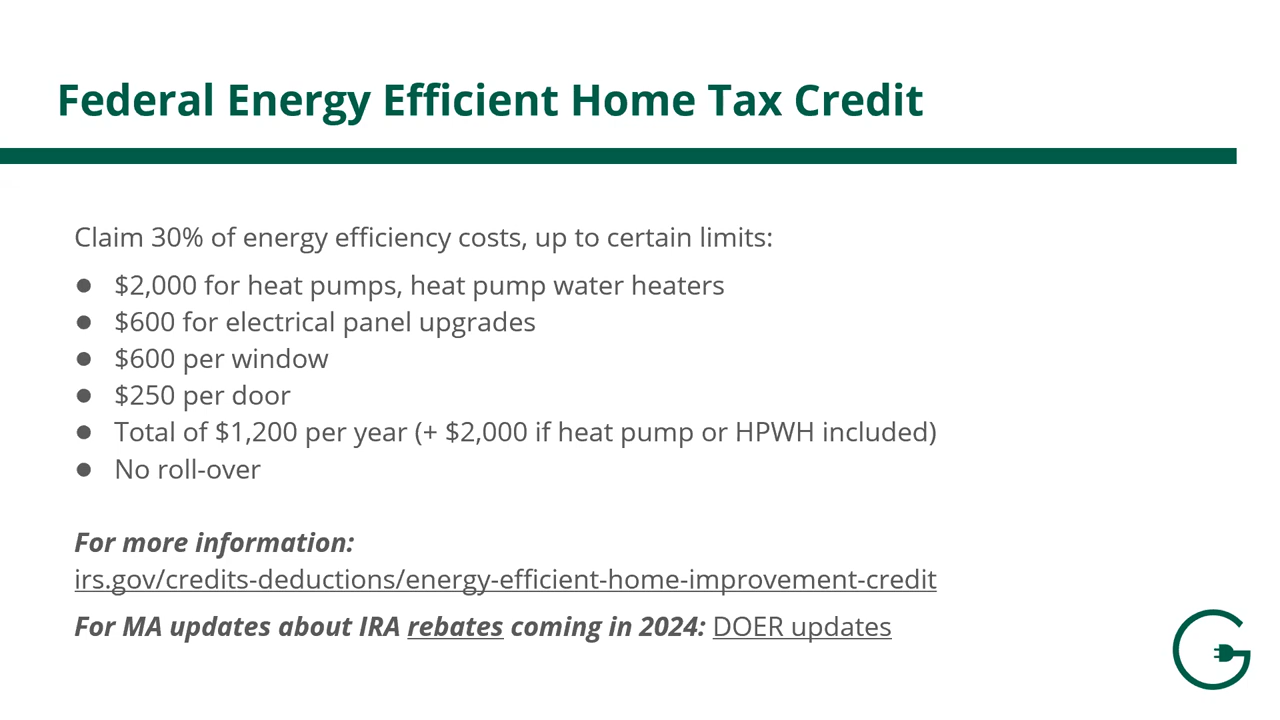 Federal Energy Efficient Home Tax Credit
Claim 30% of energy efficiency costs, up to certain limits:
● $2,000 for heat pumps, heat pump water heaters
● $600 for electrical panel upgrades
● $600 per window
● $250 per door
● Total of $1,200 per year (+ $2,000 if heat pump or HPWH included)
● No roll-over
For more information:
irs.gov/credits-deductions/energy-efficient-home-improvement-credit
For MA updates about IRA rebates coming in 2024: DOER updates